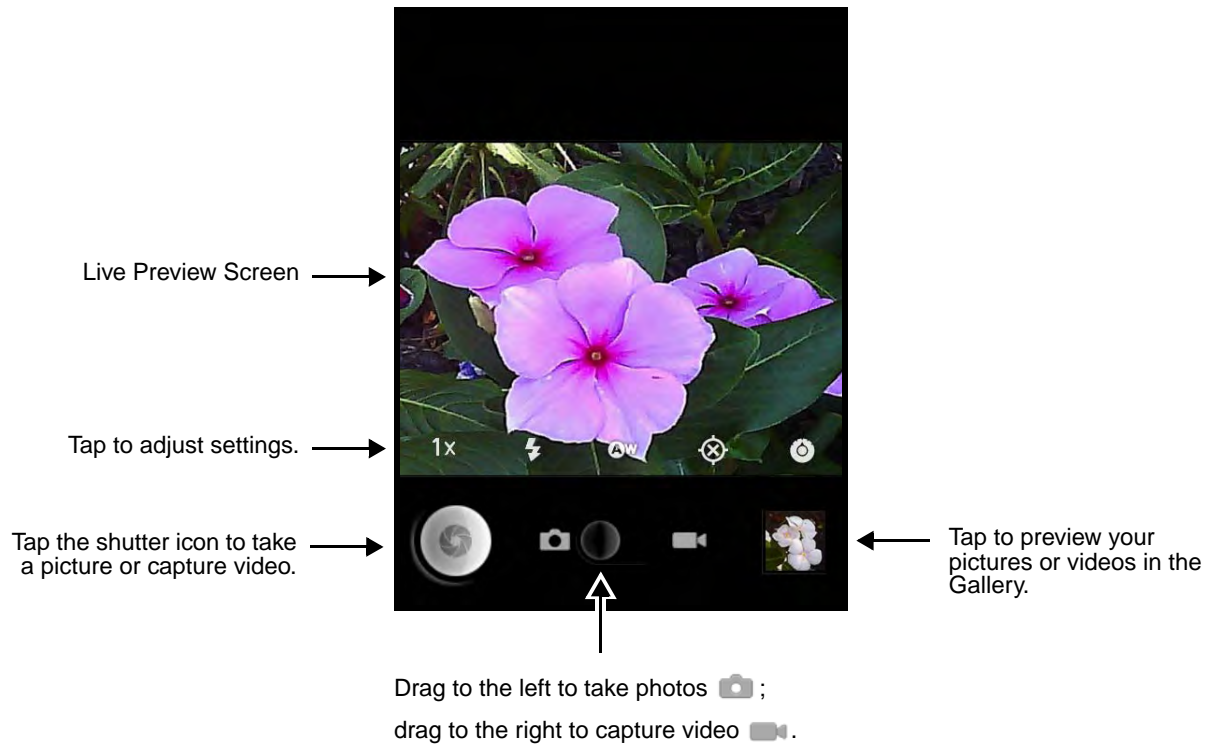 Live Preview Screen
Tap to adjust settings.
1x
AW
Tap the shutter icon to take
a picture or capture video.
Tap to preview your
pictures or videos in the
Gallery.
Drag to the left to take photos ;
drag to the right to capture video .